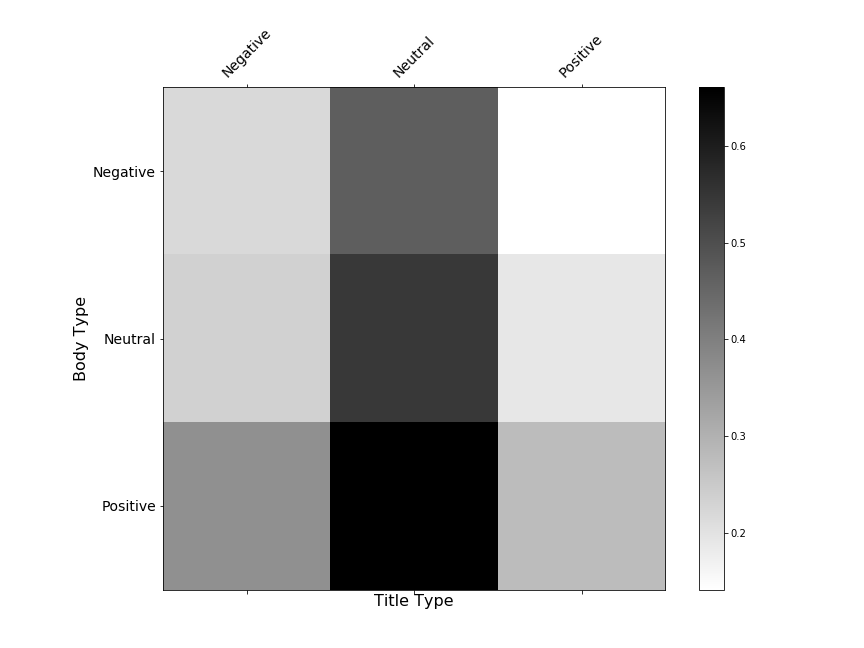 Negative
Neutral
Positive
Negative
Neutral
Positive
Body Type
Title Type
0.6
0.5
0.4
0.3
0.2